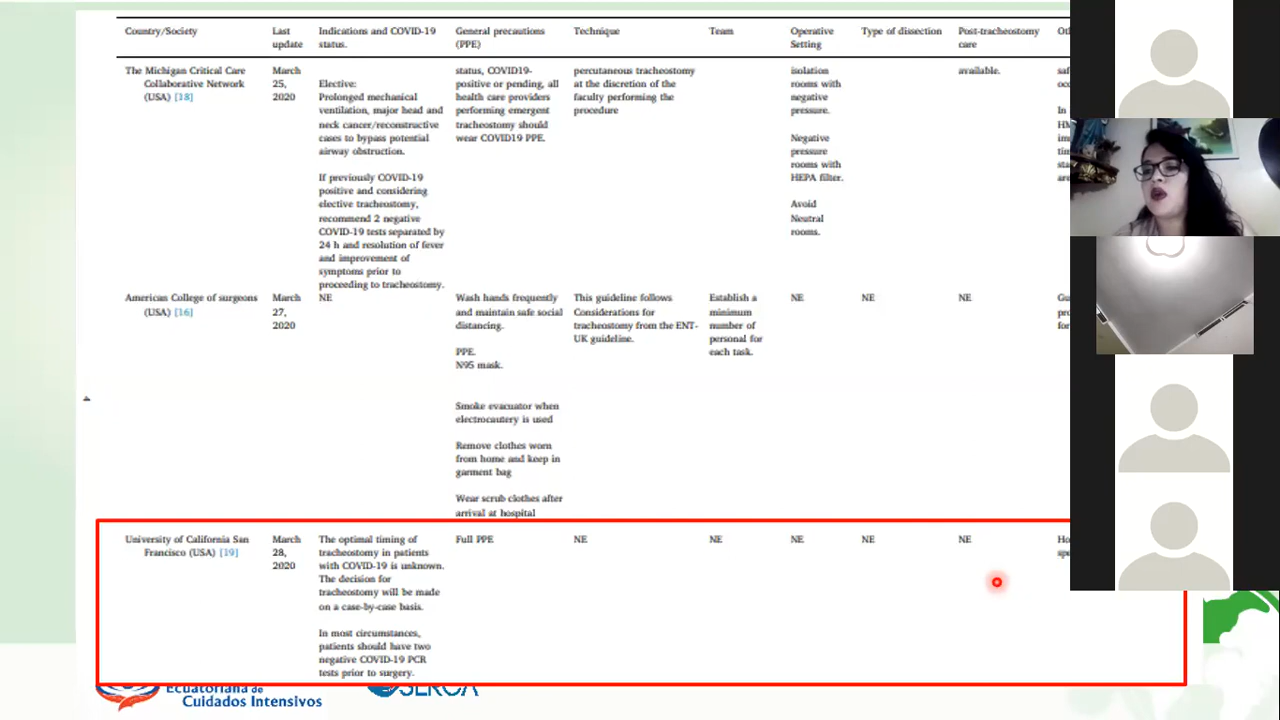 Country/Society
Last update
Indications and COVID-19 status.
General precautions (PPE)
Technique
Team
Operative Setting
Type of dissection
Post-tracheostomy care
The Michigan Critical Care
Collaborative Network
(USA) [18]
March
25,
2020
Elective:
Prolonged mechanical
ventilation, major head and
neck cancer/reconstructive
cases to bypass potential
airway obstruction.
If previously COVID-19
positive and considering
elective tracheostomy,
recommend 2 negative
COVID-19 tests separated by
24 h and resolution of fever
and improvement of
symptoms prior to
proceeding to tracheostomy.
status, COVID19-
positive or pending, all
health care providers
performing emergent
tracheostomy should
wear COVID19 PPE.
percutaneous tracheostomy
at the discretion of the
faculty performing the
procedure
isolation
rooms with
negative
pressure.
Negative
pressure
rooms with
HEPA filter.
Avoid
Neutral
rooms.
available.
American College of surgeons
(USA) [16]
March
27,
2020
NE
Wash hands frequently
and maintain safe social
distancing.
PPE.
N95 mask.
Smoke evacuator when
electrocautery is used
Remove clothes worn
from home and keep in
garment bag
Wear scrub clothes after
arrival at hospital
This guideline follows
Considerations for
tracheostomy from the ENT-
UK guideline.
Establish a
minimum
number of
personal for
each task.
NE
NE
NE
University of California San
Francisco (USA) [19]
March
28,
2020
The optimal timing of
tracheostomy in patients
with COVID-19 is unknown.
The decision for
tracheostomy will be made
on a case-by-case basis.
In most circumstances,
patients should have two
negative COVID-19 PCR
tests prior to surgery.
Full PPE
NE
NE
NE
NE
NE
Ecuatoriana de
Cuidados Intensivos